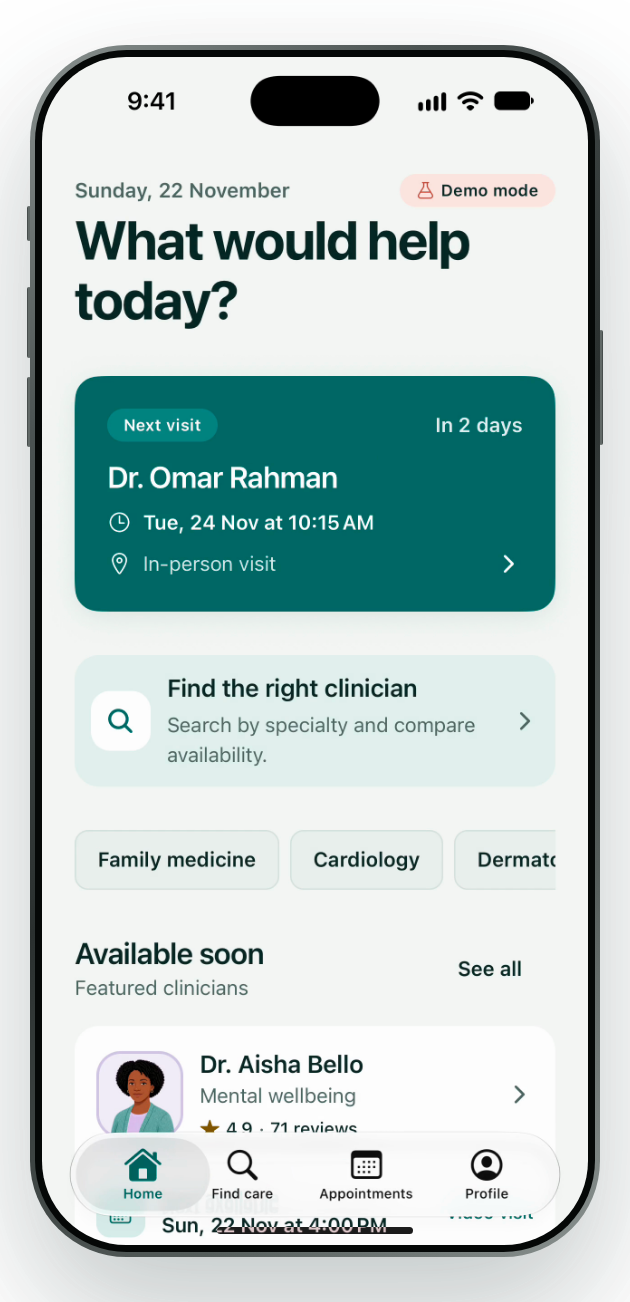 9:41
Sunday, 22 November
Demo mode
What would help
today?
Next visit
In 2 days
Dr. Omar Rahman
Tue, 24 Nov at 10:15 AM
In-person visit
Find the right clinician
Search by specialty and compare
availability.
Family medicine
Cardiology
Dermato
Available soon
Featured clinicians
See all
Dr. Aisha Bello
Mental wellbeing
4.9 · 71 reviews
Home
Find care
Appointments
Profile
Sun, 22 Nov at 4:00 PM
Video visit